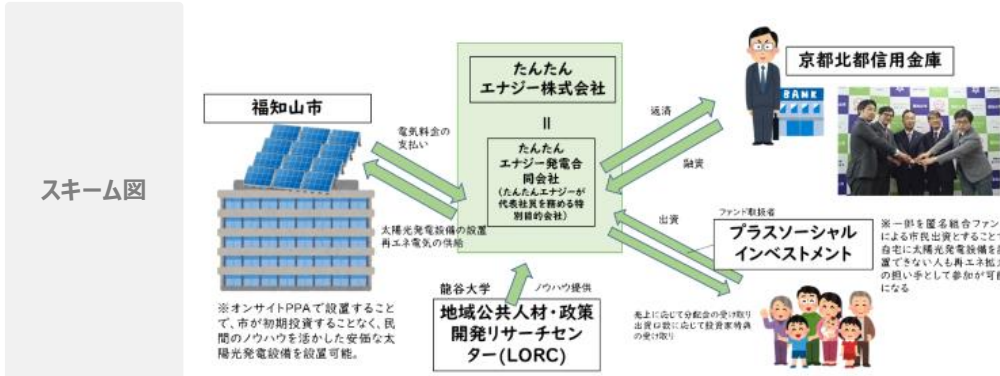 スキーム図
福知山市
※オンサイトPPAで設置すること
で、市が初期投資することなく、民
間のノウハウを活かした安価な太
陽光発電設備を設置可能。
電気料金の
支払い
太陽光発電設備の設置
再エネ電気の供給
たんたん
エナジー株式会社
=
たんたん
エナジー発電合
同会社
(たんたんエナジーが
代表社員を務める特
別目的会社)
龍谷大学
ノウハウ提供
地域公共人材・政策
開発リサーチセン
ター(LORC)
返済
融資
BANK
京都北都信用金庫
出資
ファンド取扱者
プラスソーシャル
インベストメント
売上に応じて分配金の受け取り
出資口数に応じて投資家特典
の受け取り
※一部を匿名組合ファン
による市民出資とすることで
自宅に太陽光発電設備を設
置できない人も再エネ拡大
の担い手として参加が可能
になる